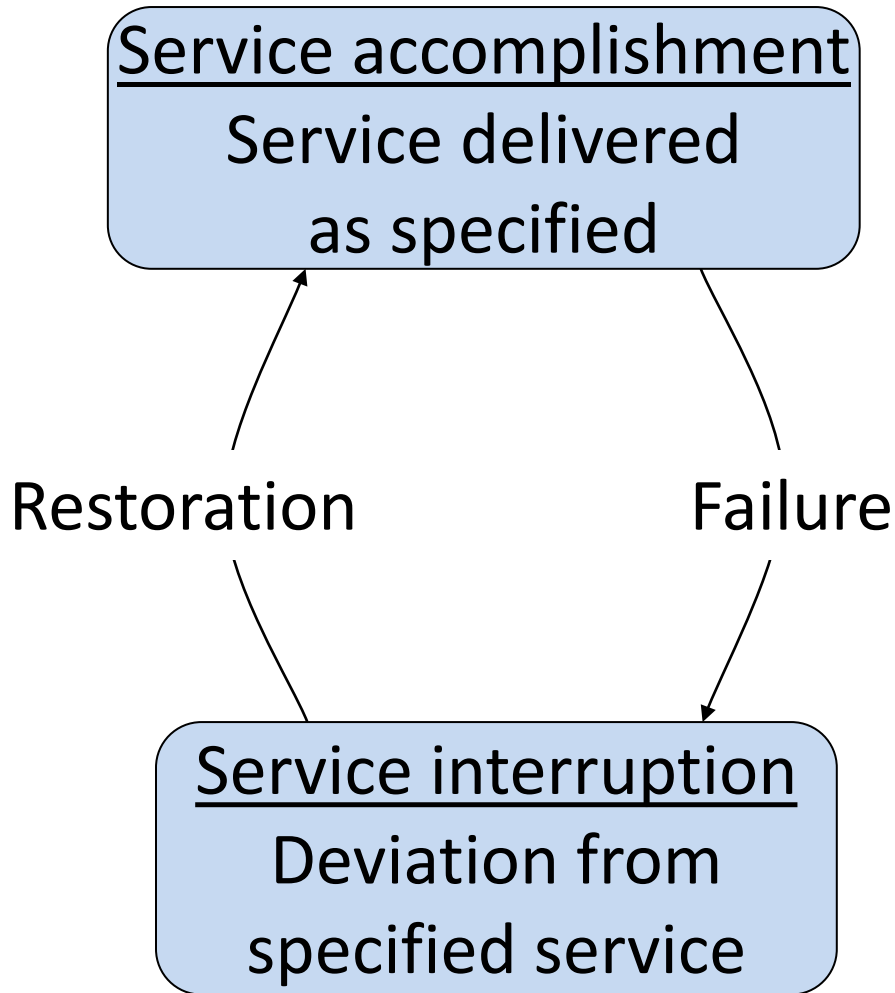 Service accomplishment
Service delivered
as specified
Restoration
Failure
Service interruption
Deviation from
specified service